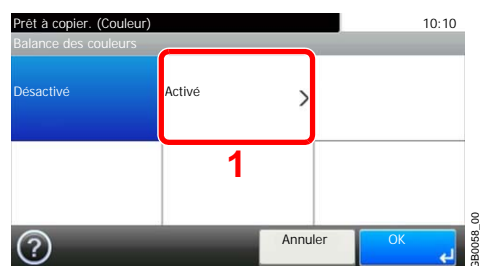 Prêt à copier. (Couleur) 10:10
Balance des couleurs
Désactivé Activé
1
? Annuler OK
GB0058_00